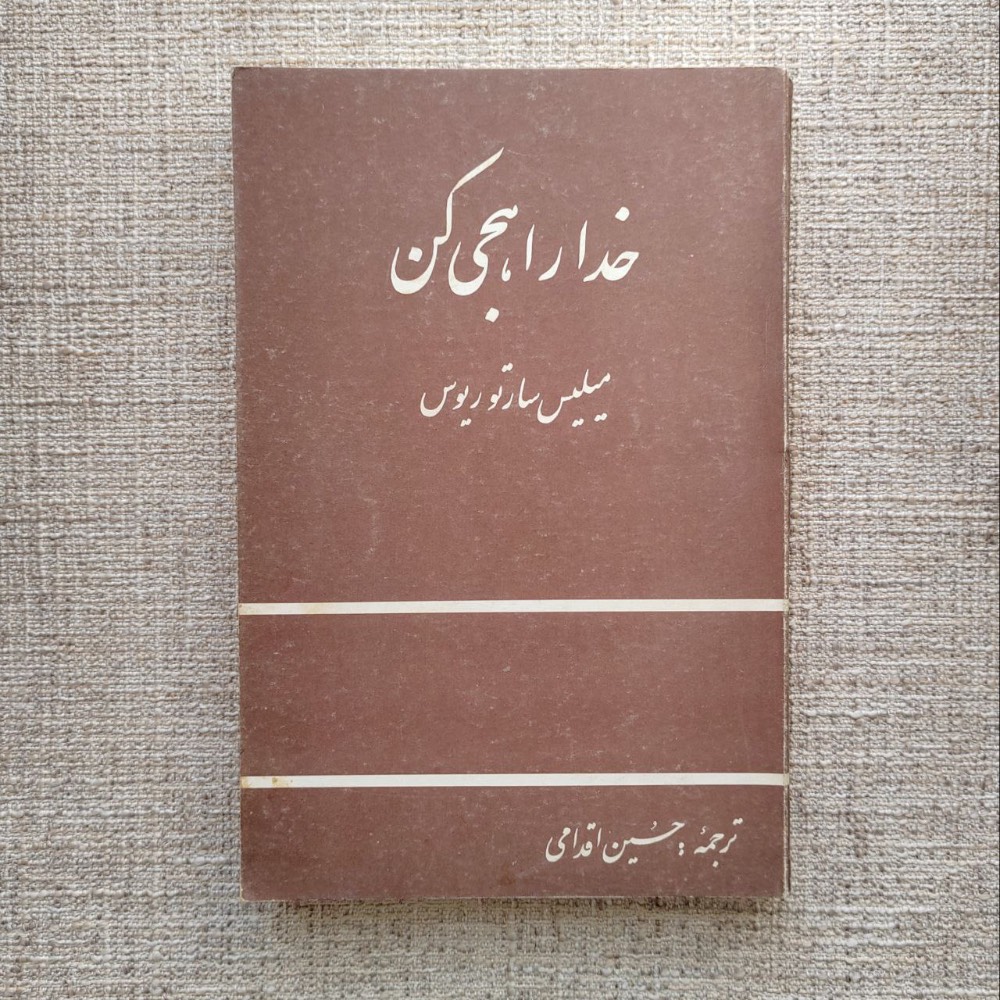 خدا را هجی کن
میلیس سارتوریوس
ترجمهٔ : حسین اقدامی